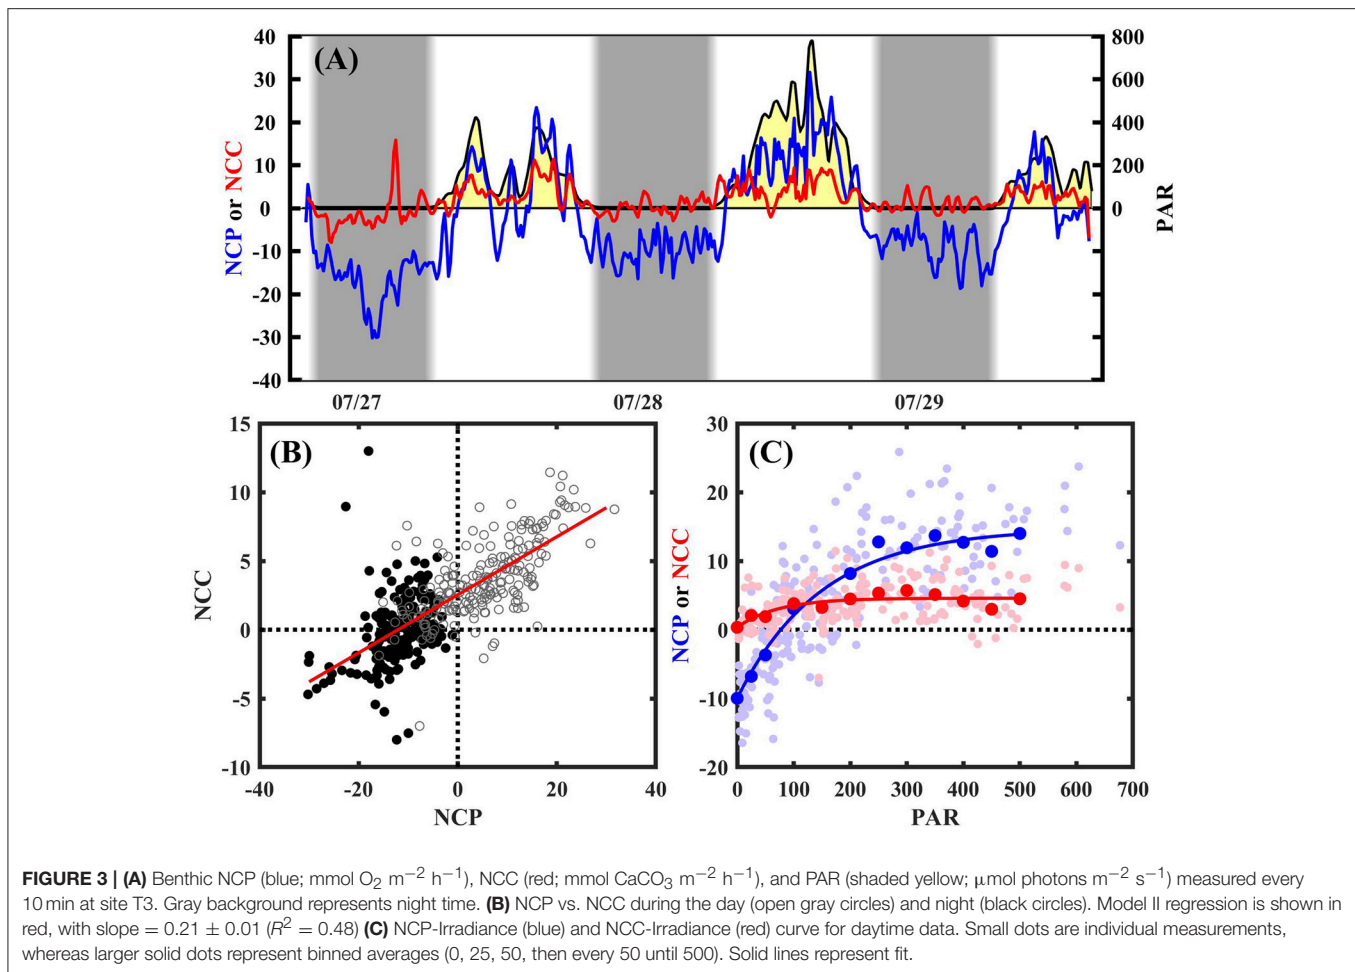 (A)
40
30
20
10
0
-10
-20
-30
-40
NCP or NCC
800
600
400
200
0
PAR
07/27 07/28 07/29
(B)
15
10
5
0
-5
-10
NCC
-40 -20 0 20 40
NCP
(C)
30
20
10
0
-10
-20
NCP or NCC
0 100 200 300 400 500 600 700
PAR
FIGURE 3 | (A) Benthic NCP (blue; mmol O₂ m⁻² h⁻¹), NCC (red; mmol CaCO₃ m⁻² h⁻¹), and PAR (shaded yellow; μmol photons m⁻² s⁻¹) measured every
10 min at site T3. Gray background represents night time. (B) NCP vs. NCC during the day (open gray circles) and night (black circles). Model II regression is shown in
red, with slope = 0.21 ± 0.01 (R² = 0.48) (C) NCP-Irradiance (blue) and NCC-Irradiance (red) curve for daytime data. Small dots are individual measurements,
whereas larger solid dots represent binned averages (0, 25, 50, then every 50 until 500). Solid lines represent fit.